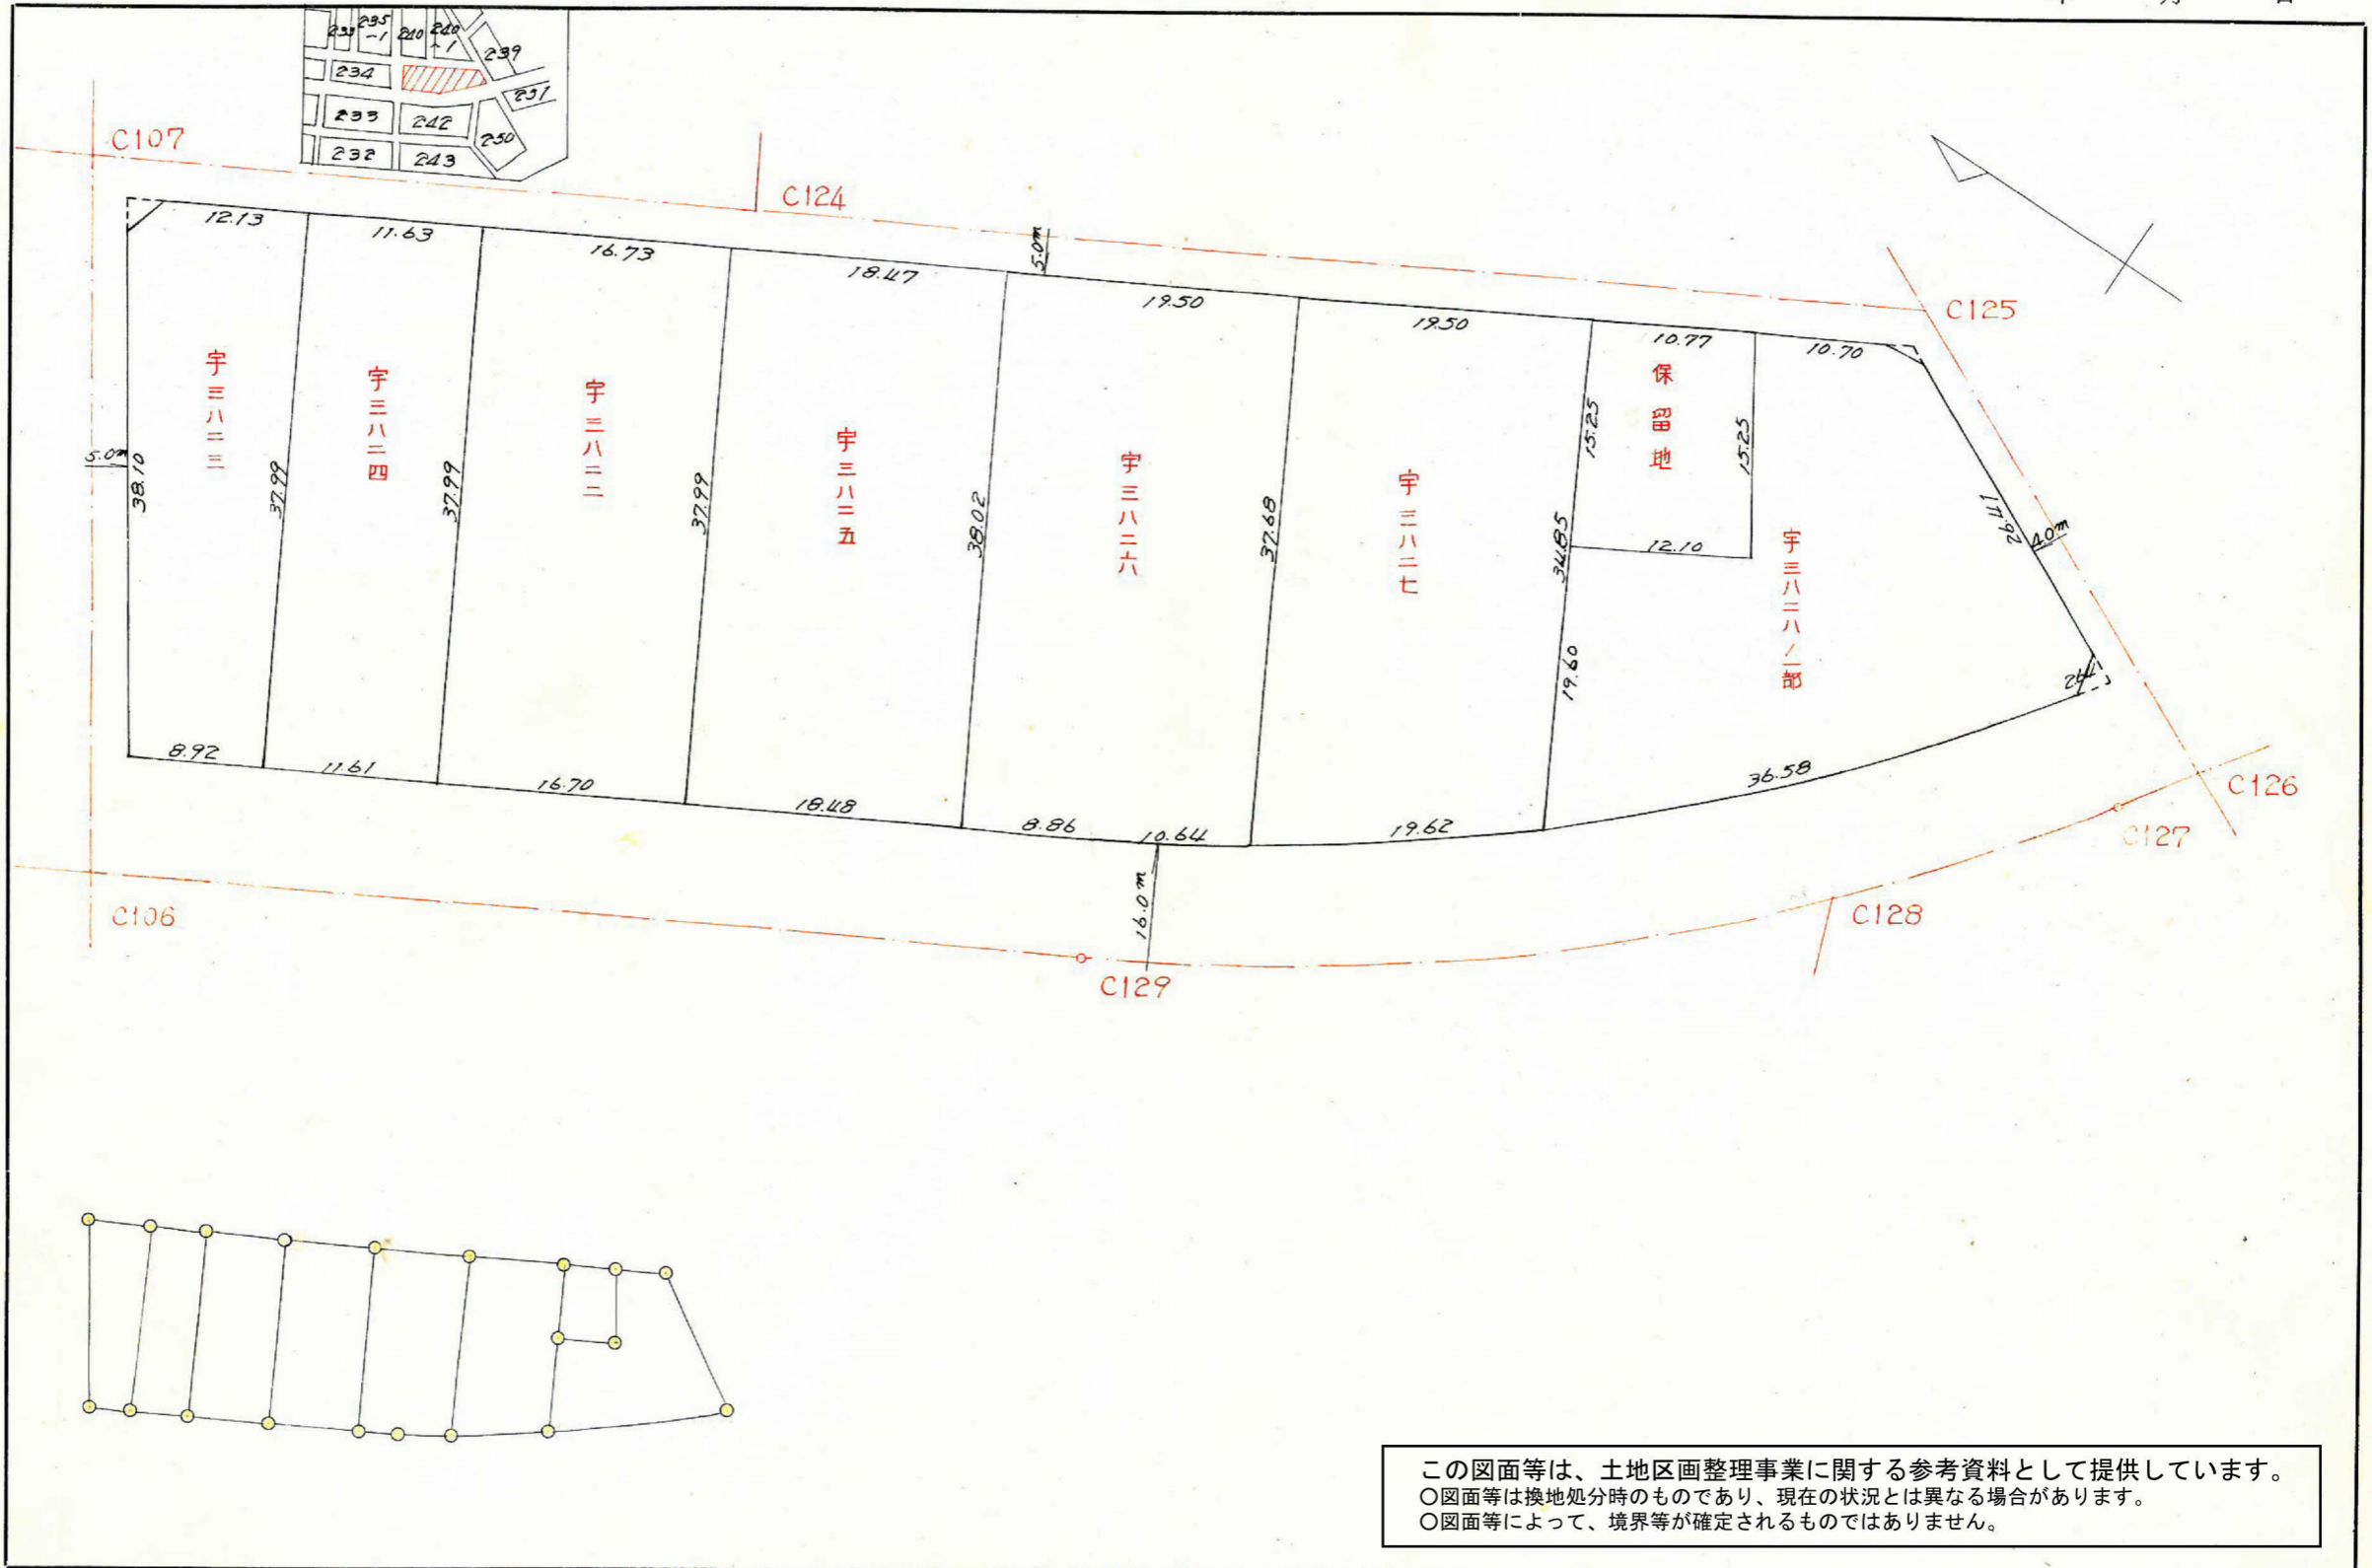 235
-1
240
240
-1
239
234
251
233
242
250
232
243
C107
C124
C125
12.13
11.63
16.73
18.47
5.0m
19.50
19.50
10.77
10.70
宇三八二三
宇三八二四
宇三八二二
宇三八二五
宇三八二六
宇三八二七
保留地
宇三八二八ノ一部
5.0m
38.10
37.99
37.99
37.99
38.02
37.68
15.25
34.85
15.25
12.10
19.60
29.11
4.0m
8.92
11.61
16.70
18.48
8.86
10.64
19.62
36.58
16.0m
C106
C129
C128
C127
C126
この図面等は、土地区画整理事業に関する参考資料として提供しています。
〇図面等は換地処分時のものであり、現在の状況とは異なる場合があります。
〇図面等によって、境界等が確定されるものではありません。